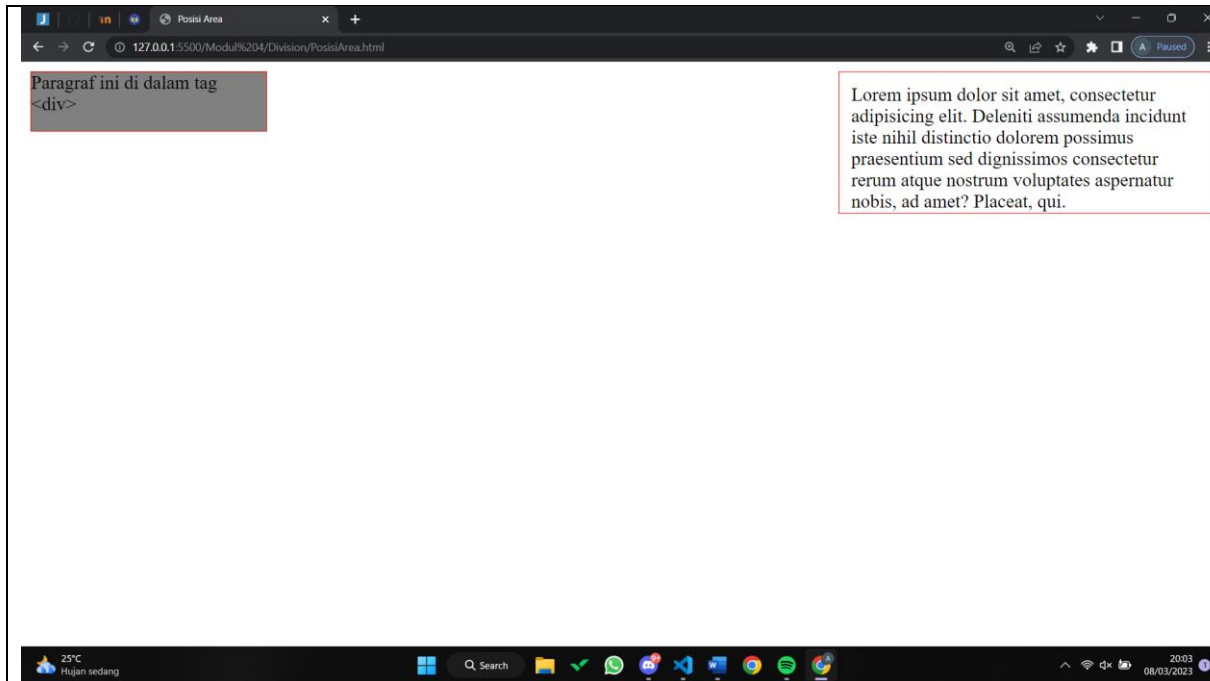 Posisi Area
127.0.0.1:5500/Modul%204/Division/PosisiArea.html
A Paused
Paragraf ini di dalam tag
<div>
Lorem ipsum dolor sit amet, consectetur
adipisicing elit. Deleniti assumenda incidunt
iste nihil distinctio dolorem possimus
praesentium sed dignissimos consectetur
rerum atque nostrum voluptates aspernatur
nobis, ad amet? Placeat, qui.
25°C
Hujan sedang
Search
20:03
08/03/2023